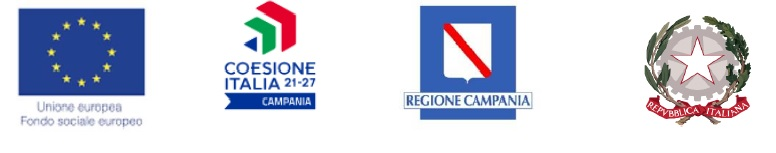 Unione europea
Fondo sociale europeo
COESIONE
ITALIA 21-27
CAMPANIA
REGIONE CAMPANIA
REPVBBLICA ITALIANA